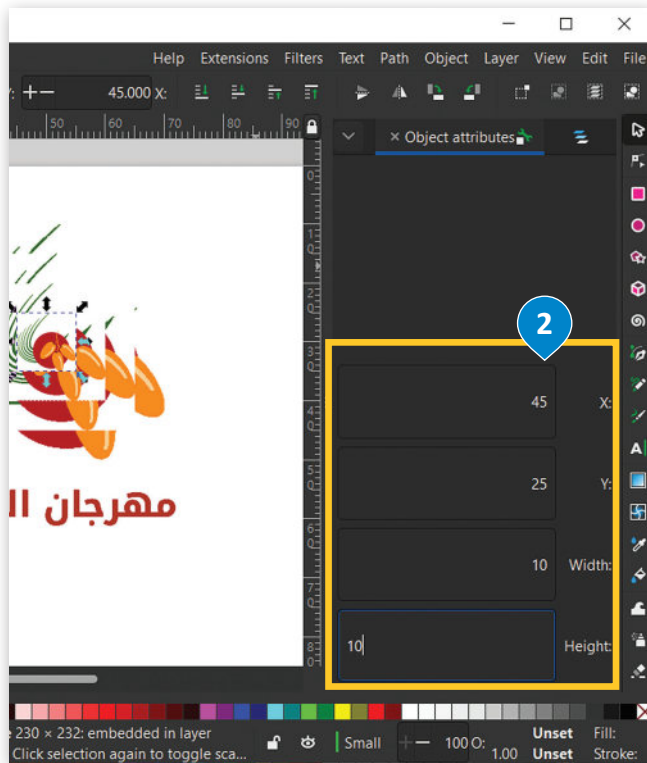 Help Extensions Filters Text Path Object Layer View Edit File
45.000 X:
50 60 70 80 90
× Object attributes
2
45 X:
25 Y:
10 Width:
10 Height:
مهرجان ال
230 × 232: embedded in layer
Click selection again to toggle sca...
Small
100 O:
1.00
Unset Fill:
Unset Stroke: